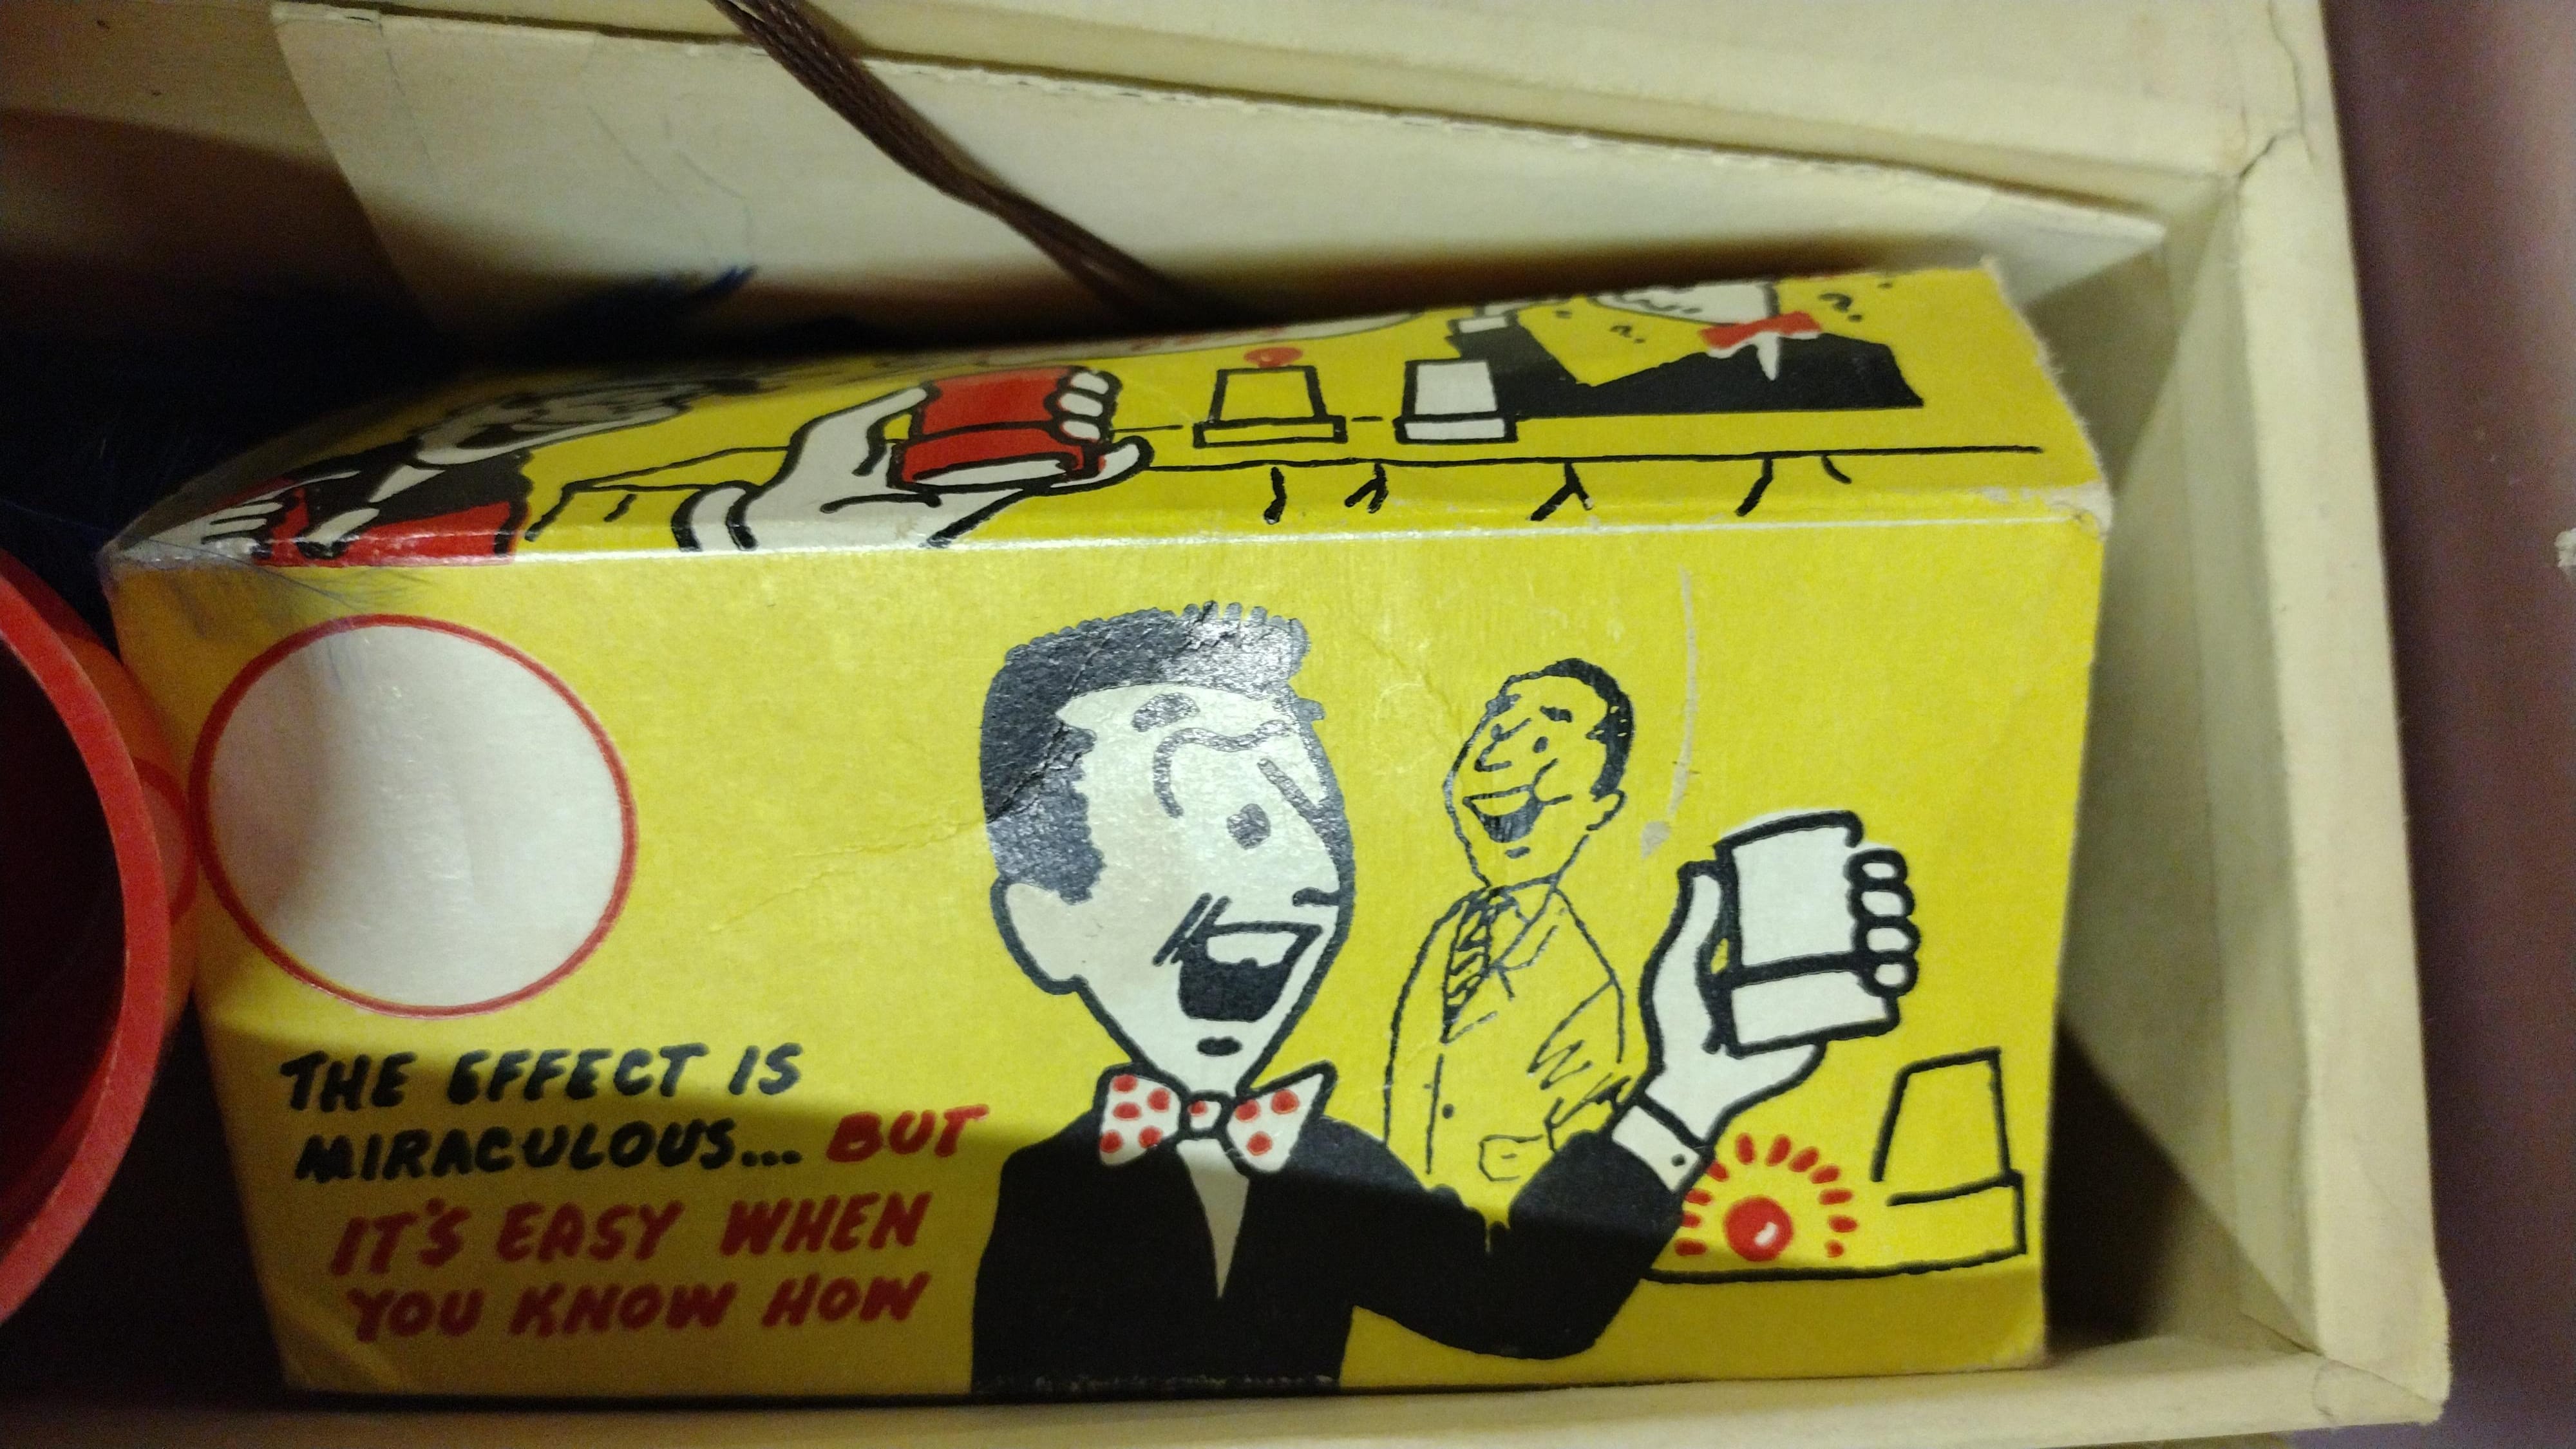 THE EFFECT IS
MIRACULOUS... BUT
IT'S EASY WHEN
YOU KNOW HOW